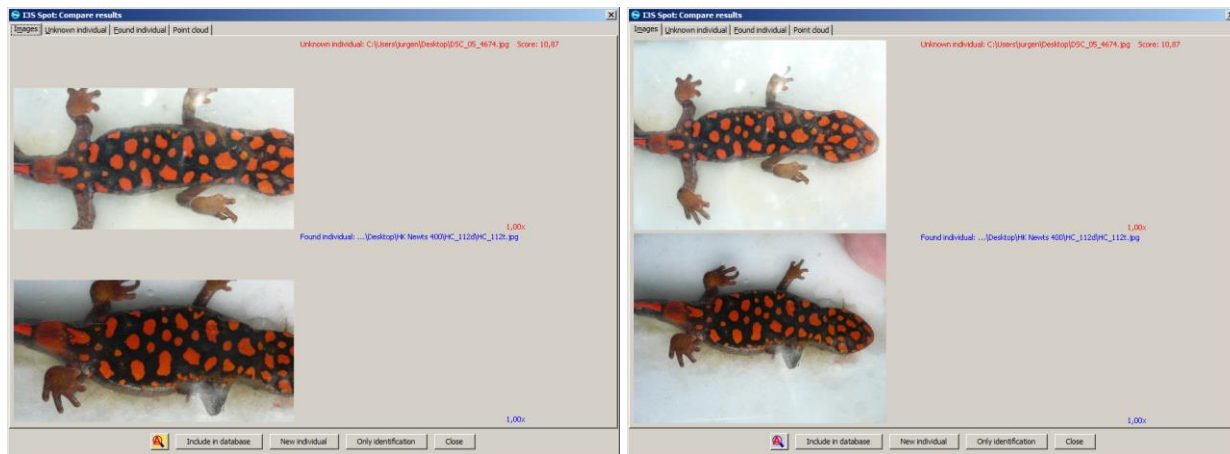 I3S Spot: Compare results
Images Unknown individual Found individual Point cloud
Unknown individual: C:\Users\jurgen\Desktop\DSC_05_4674.jpg Score: 10,87
1,00x
Found individual: ...\Desktop\HK Newts 400\HC_112d\HC_112t.jpg
1,00x
Include in database New individual Only identification Close
I3S Spot: Compare results
Images Unknown individual Found individual Point cloud
Unknown individual: C:\Users\jurgen\Desktop\DSC_05_4674.jpg Score: 10,87
1,00x
Found individual: ...\Desktop\HK Newts 400\HC_112d\HC_112t.jpg
1,00x
Include in database New individual Only identification Close